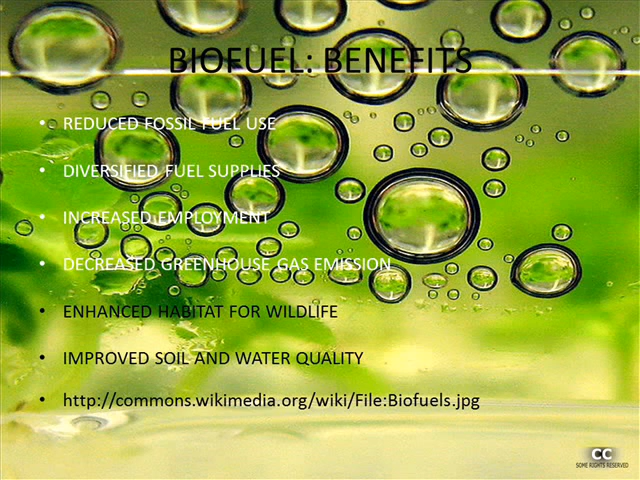 BIOFUEL: BENEFITS
• REDUCED FOSSIL FUEL USE
• DIVERSIFIED FUEL SUPPLIES
• INCREASED EMPLOYMENT
• DECREASED GREENHOUSE GAS EMISSION
• ENHANCED HABITAT FOR WILDLIFE
• IMPROVED SOIL AND WATER QUALITY
• http://commons.wikimedia.org/wiki/File:Biofuels.jpg
CC
SOME RIGHTS RESERVED